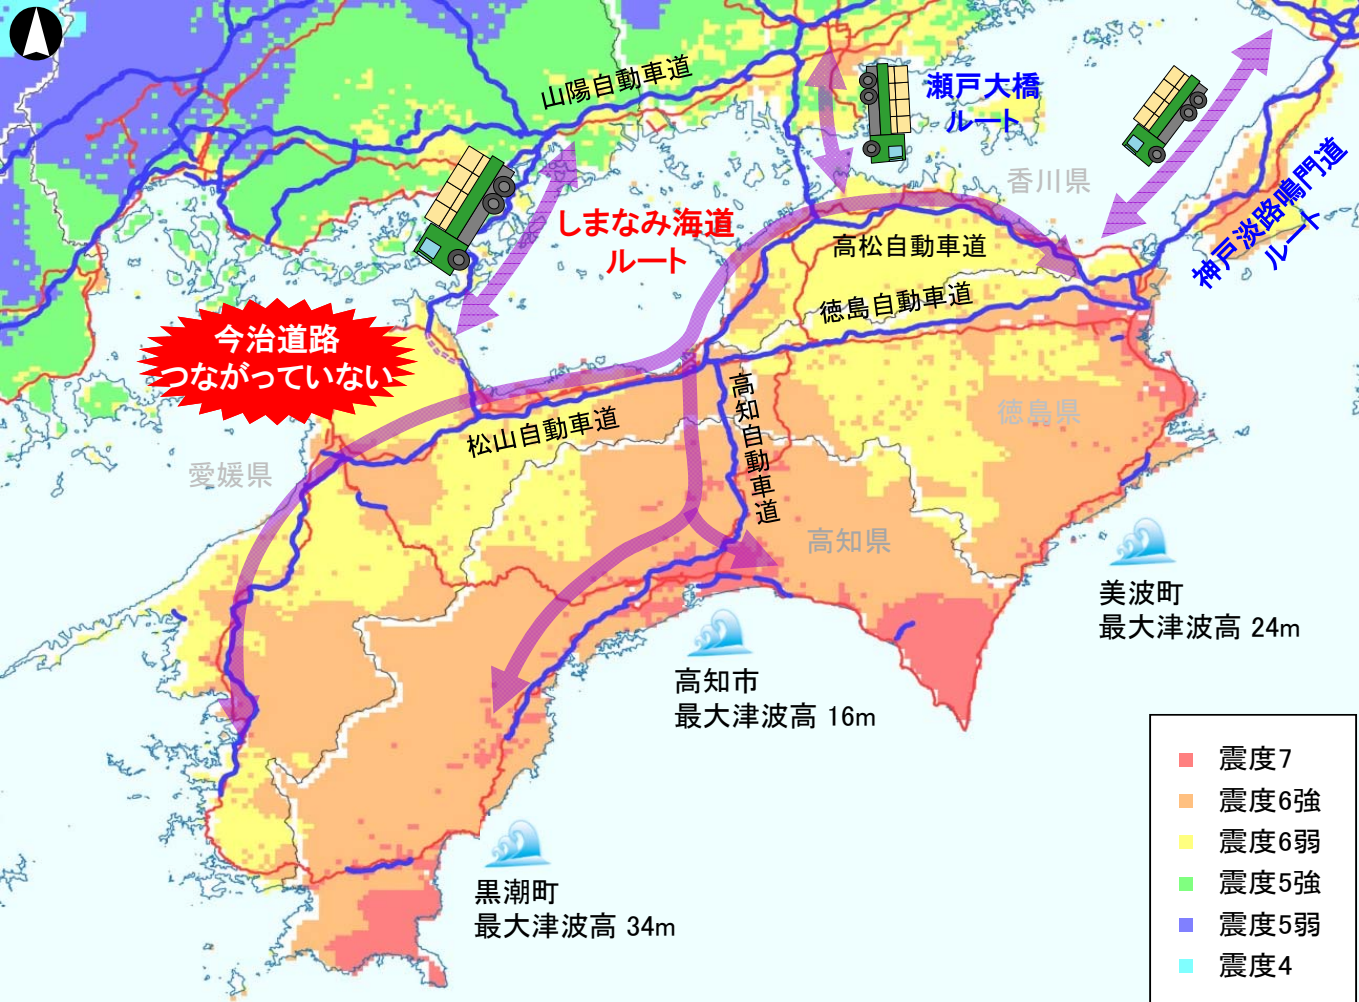 山陽自動車道
瀬戸大橋
ルート
香川県
神戸淡路鳴門道
ルート
しまなみ海道
ルート
高松自動車道
徳島自動車道
今治道路
つながっていない
高知自動車道
松山自動車道
徳島県
愛媛県
高知県
美波町
最大津波高 24m
高知市
最大津波高 16m
黒潮町
最大津波高 34m
震度7
震度6強
震度6弱
震度5強
震度5弱
震度4